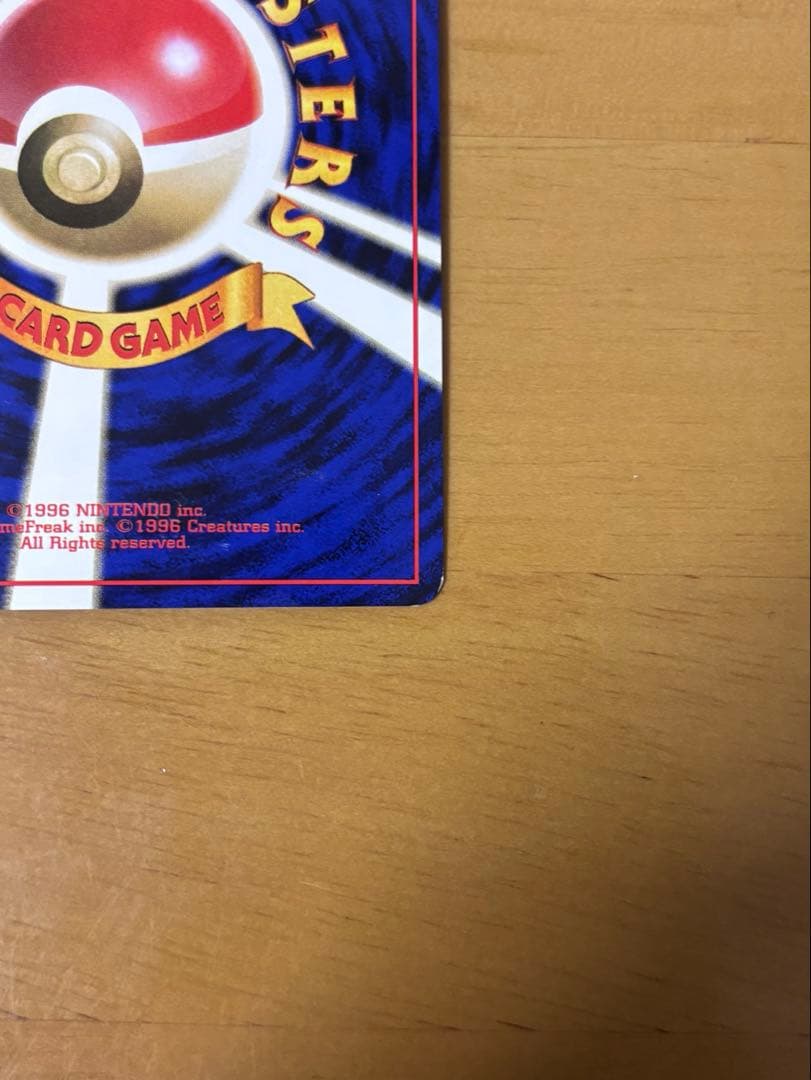 STERS
CARD GAME
©1996 NINTENDO inc.
meFreak inc. ©1996 Creatures inc.
All Rights reserved.